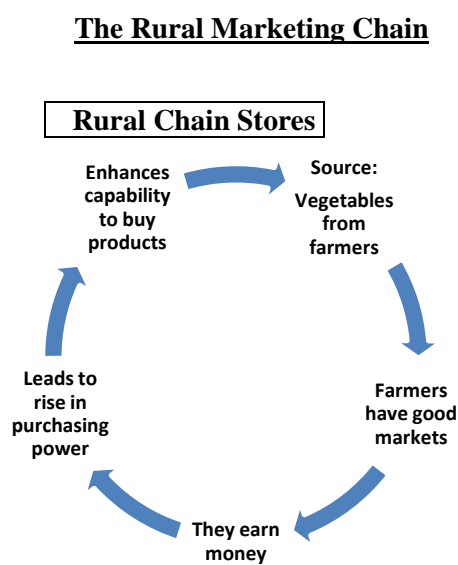 The Rural Marketing Chain
Rural Chain Stores
Source:
Vegetables
from
farmers
Farmers
have good
markets
They earn
money
Leads to
rise in
purchasing
power
Enhances
capability
to buy
products